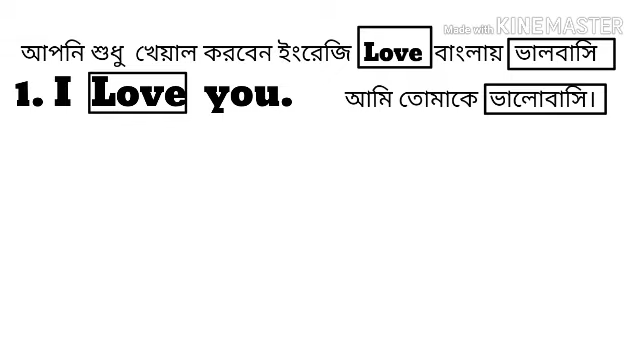 Made with KINEMASTER
আপনি শুধু খেয়াল করবেন ইংরেজি Love বাংলায় ভালবাসি
1. I Love you. আমি তোমাকে ভালোবাসি।